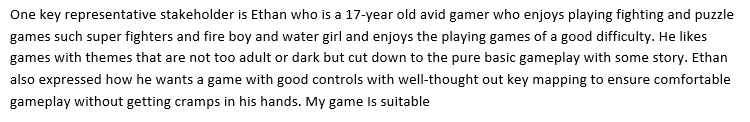 One key representative stakeholder is Ethan who is a 17-year old avid gamer who enjoys playing fighting and puzzle
games such super fighters and fire boy and water girl and enjoys the playing games of a good difficulty. He likes
games with themes that are not too adult or dark but cut down to the pure basic gameplay with some story. Ethan
also expressed how he wants a game with good controls with well-thought out key mapping to ensure comfortable
gameplay without getting cramps in his hands. My game Is suitable